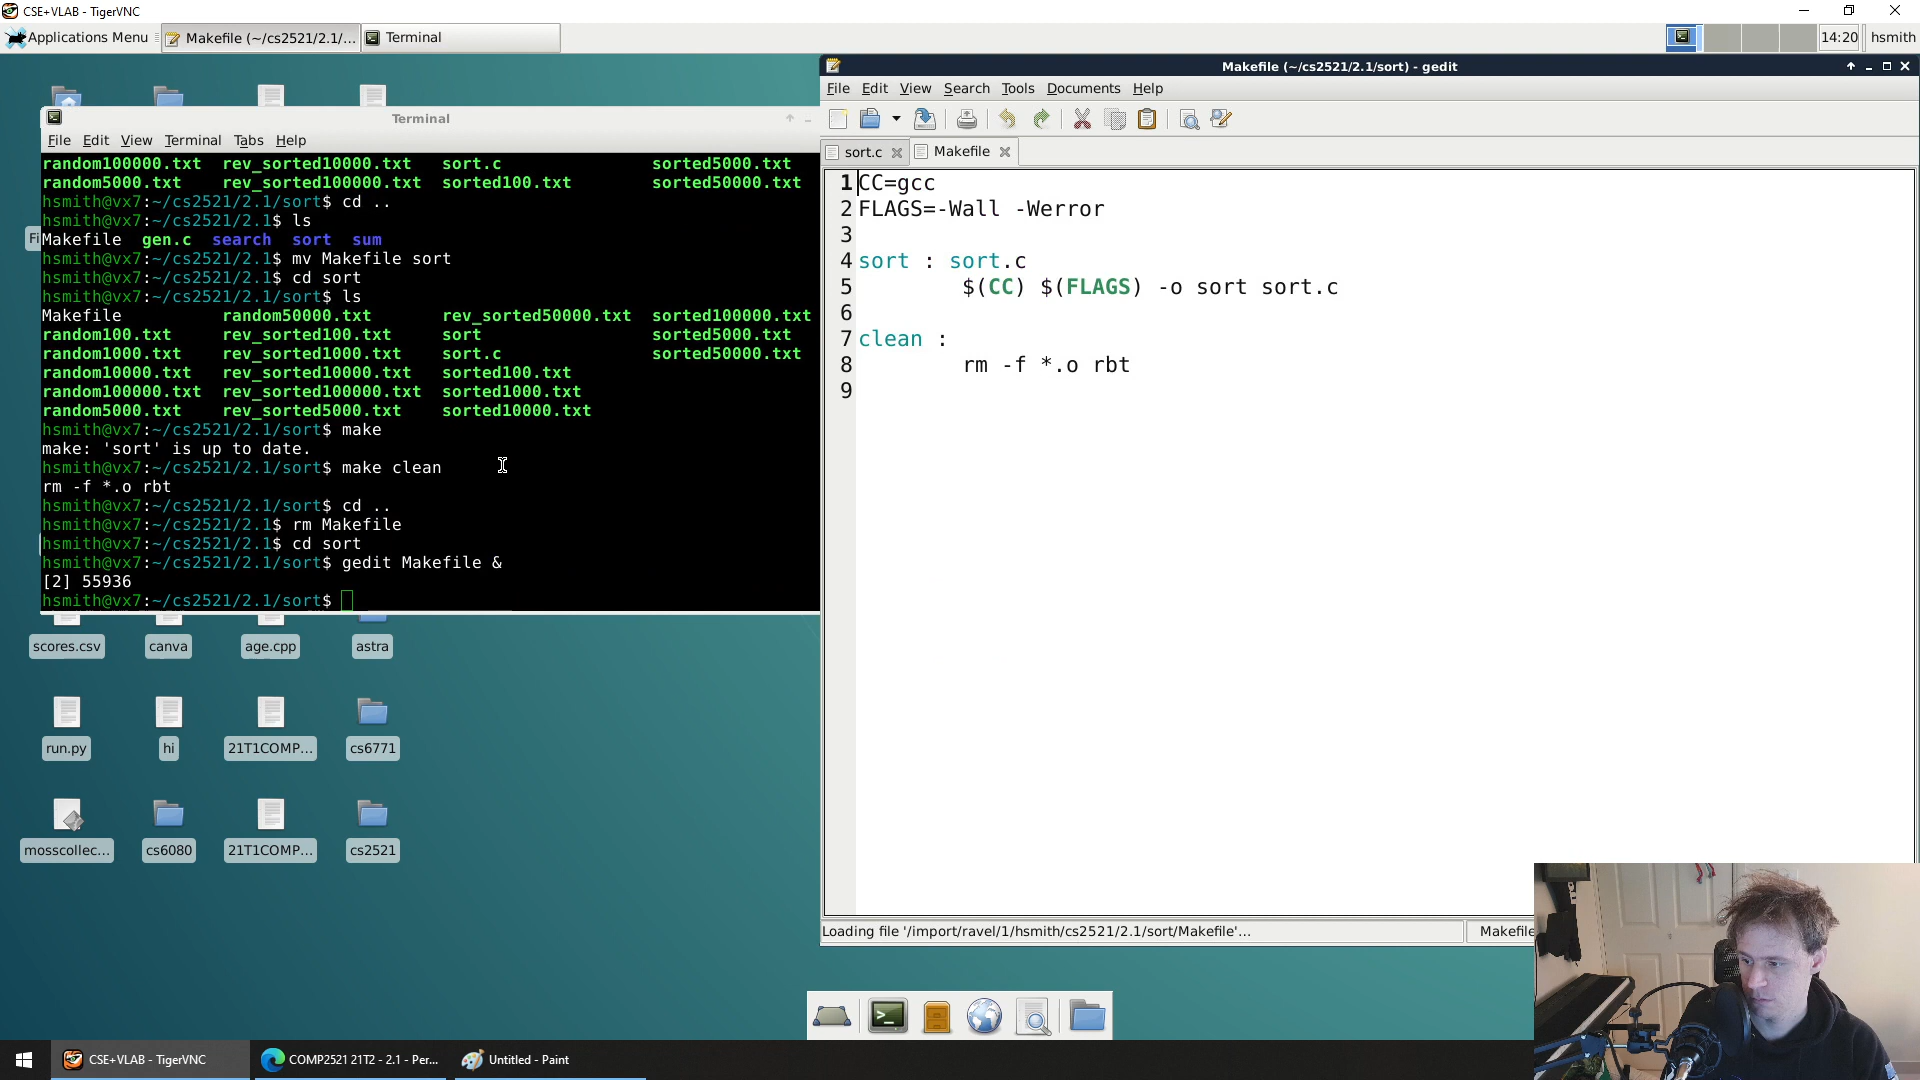 CSE+VLAB - TigerVNC
Applications Menu
Makefile (~/cs2521/2.1/...
Terminal
14:20
hsmith
Terminal
File Edit View Terminal Tabs Help
random100000.txt rev_sorted10000.txt sort.c sorted5000.txt
random5000.txt rev_sorted100000.txt sorted100.txt sorted50000.txt
hsmith@vx7:~/cs2521/2.1/sort$ cd ..
hsmith@vx7:~/cs2521/2.1$ ls
Makefile gen.c search sort sum
hsmith@vx7:~/cs2521/2.1$ mv Makefile sort
hsmith@vx7:~/cs2521/2.1$ cd sort
hsmith@vx7:~/cs2521/2.1/sort$ ls
Makefile random50000.txt rev_sorted50000.txt sorted100000.txt
random100.txt rev_sorted100.txt sort sorted5000.txt
random1000.txt rev_sorted1000.txt sort.c sorted50000.txt
random10000.txt rev_sorted10000.txt sorted100.txt
random100000.txt rev_sorted100000.txt sorted1000.txt
random5000.txt rev_sorted5000.txt sorted10000.txt
hsmith@vx7:~/cs2521/2.1/sort$ make
make: 'sort' is up to date.
hsmith@vx7:~/cs2521/2.1/sort$ make clean
rm -f *.o rbt
hsmith@vx7:~/cs2521/2.1/sort$ cd ..
hsmith@vx7:~/cs2521/2.1$ rm Makefile
hsmith@vx7:~/cs2521/2.1$ cd sort
hsmith@vx7:~/cs2521/2.1/sort$ gedit Makefile &
[2] 55936
hsmith@vx7:~/cs2521/2.1/sort$
Makefile (~/cs2521/2.1/sort) - gedit
File Edit View Search Tools Documents Help
sort.c
Makefile
1 CC=gcc
2 FLAGS=-Wall -Werror
3
4 sort : sort.c
5 $(CC) $(FLAGS) -o sort sort.c
6
7 clean :
8 rm -f *.o rbt
9
Loading file '/import/ravel/1/hsmith/cs2521/2.1/sort/Makefile'...
Makefile
Fi
scores.csv
canva
age.cpp
astra
run.py
hi
21T1COMP...
cs6771
mosscollec...
cs6080
21T1COMP...
cs2521
CSE+VLAB - TigerVNC
COMP2521 21T2 - 2.1 - Per...
Untitled - Paint